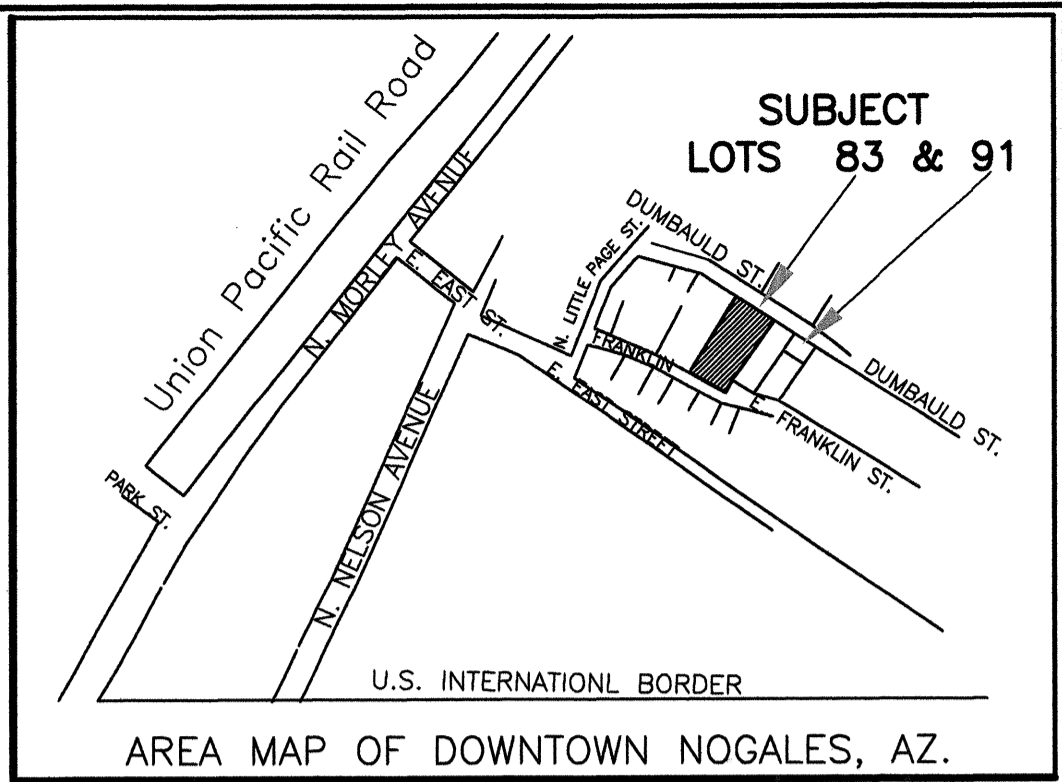 SUBJECT
LOTS 83 & 91
Union Pacific Rail Road
N. MORLEY AVENUE
E. EAST ST.
N. LITTLE PAGE ST.
DUMBAULD ST.
FRANKLIN
E. FRANKLIN ST.
DUMBAULD ST.
E. EAST STREET
N. NELSON AVENUE
PARK ST.
U.S. INTERNATIONL BORDER
AREA MAP OF DOWNTOWN NOGALES, AZ.